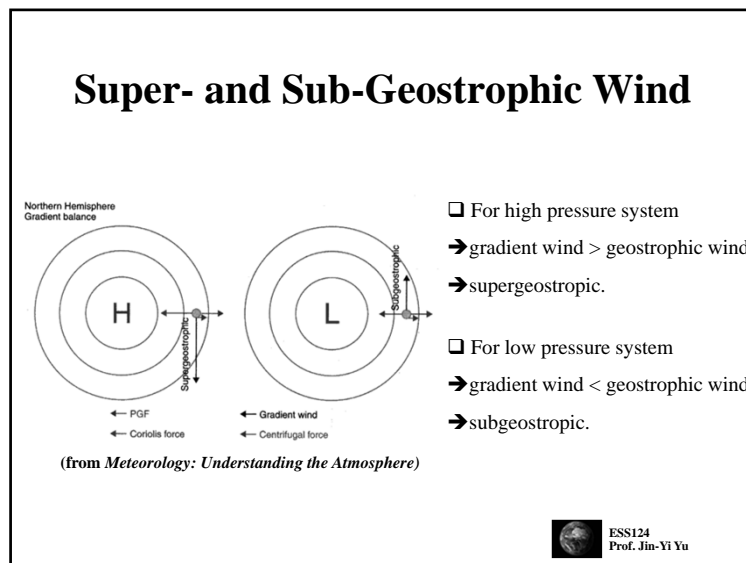 Super- and Sub-Geostrophic Wind
Northern Hemisphere
Gradient balance
H
Supergeostrophic
L
Subgeostrophic
PGF
Coriolis force
Gradient wind
Centrifugal force
(from Meteorology: Understanding the Atmosphere)
❑ For high pressure system
➔gradient wind > geostrophic wind
➔supergeostropic.
❑ For low pressure system
➔gradient wind < geostrophic wind
➔subgeostropic.
ESS124
Prof. Jin-Yi Yu